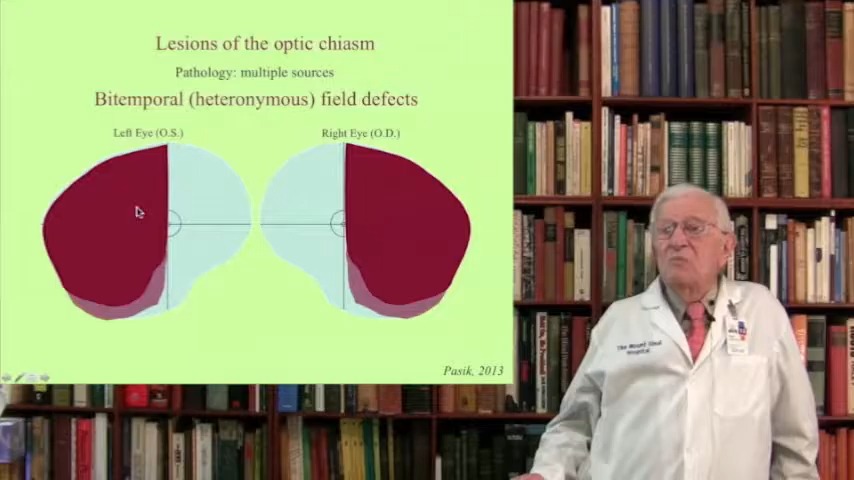 Lesions of the optic chiasm
Pathology: multiple sources
Bitemporal (heteronymous) field defects
Left Eye (O.S.)
Right Eye (O.D.)
Pasik, 2013
The Mount Sinai
Hospital